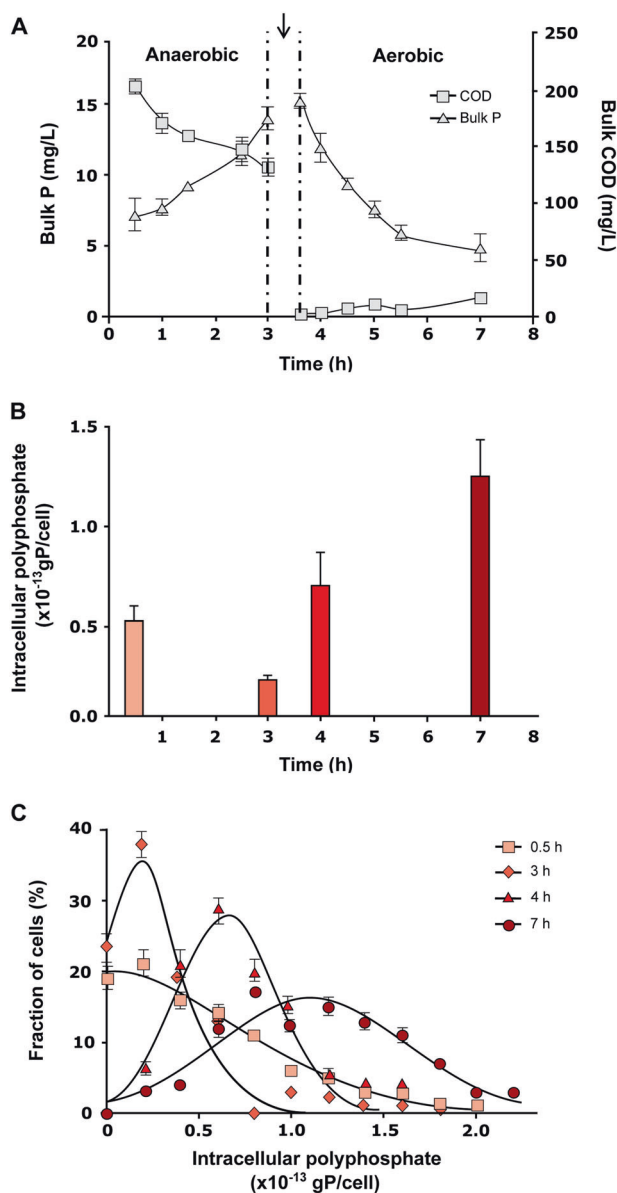 A
Anaerobic
Aerobic
COD
Bulk P
Bulk P (mg/L)
20
15
10
5
0
250
200
150
100
50
0
Bulk COD
(mg/L)
0 1 2 3 4 5 6 7 8
Time (h)
B
Intracellular polyphosphate
(x10⁻¹³gP/cell)
1.5
1.0
0.5
0.0
1 2 3 4 5 6 7 8
Time (h)
C
Fraction of cells (%)
40
30
20
10
0
0.5 h
3 h
4 h
7 h
0 0.5 1.0 1.5 2.0
Intracellular polyphosphate
(x10⁻¹³ gP/cell)